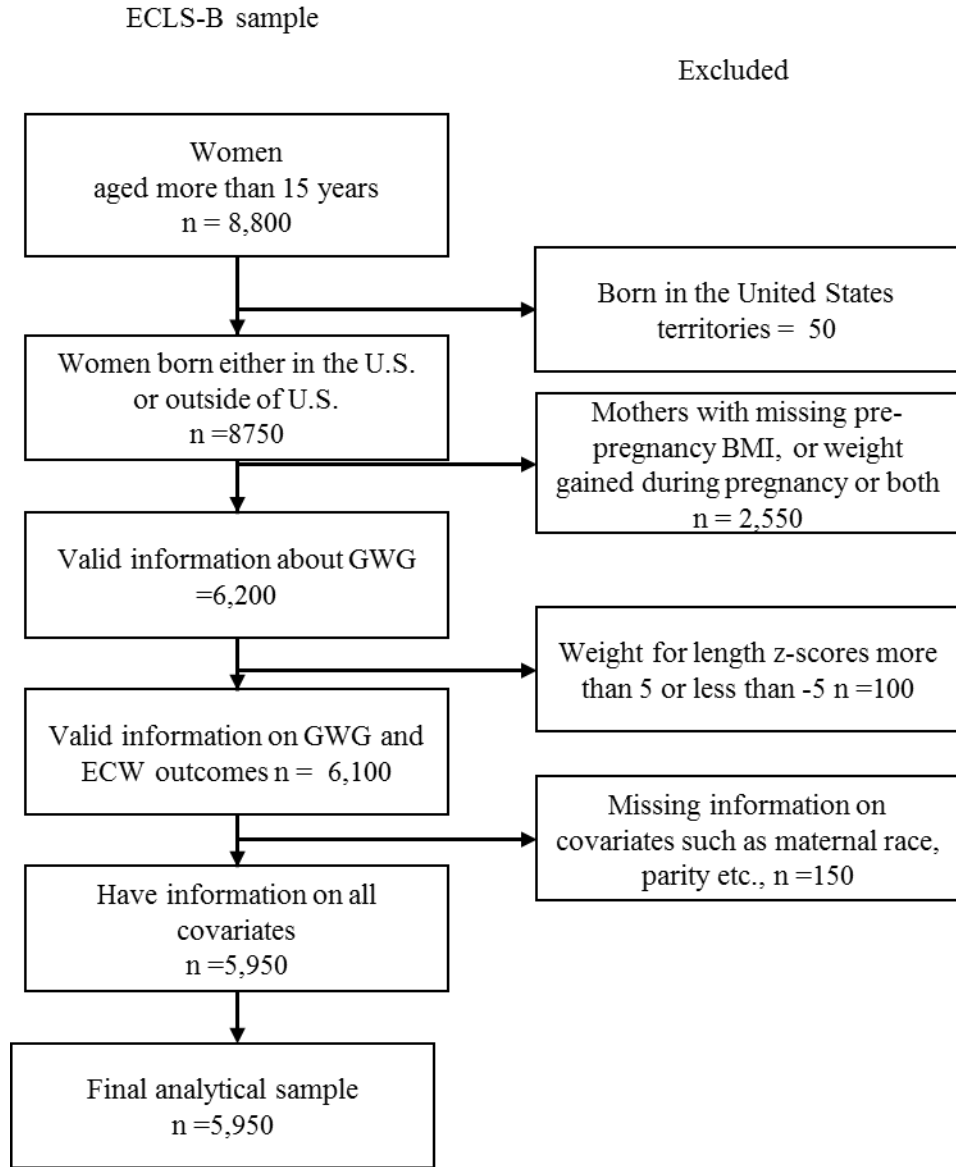 ECLS-B sample
Excluded
Women
aged more than 15 years
n = 8,800
Born in the United States
territories = 50
Women born either in the U.S.
or outside of U.S.
n =8750
Mothers with missing pre-
pregnancy BMI, or weight
gained during pregnancy or both
n = 2,550
Valid information about GWG
=6,200
Weight for length z-scores more
than 5 or less than -5 n =100
Valid information on GWG and
ECW outcomes n = 6,100
Missing information on
covariates such as maternal race,
parity etc., n =150
Have information on all
covariates
n =5,950
Final analytical sample
n =5,950